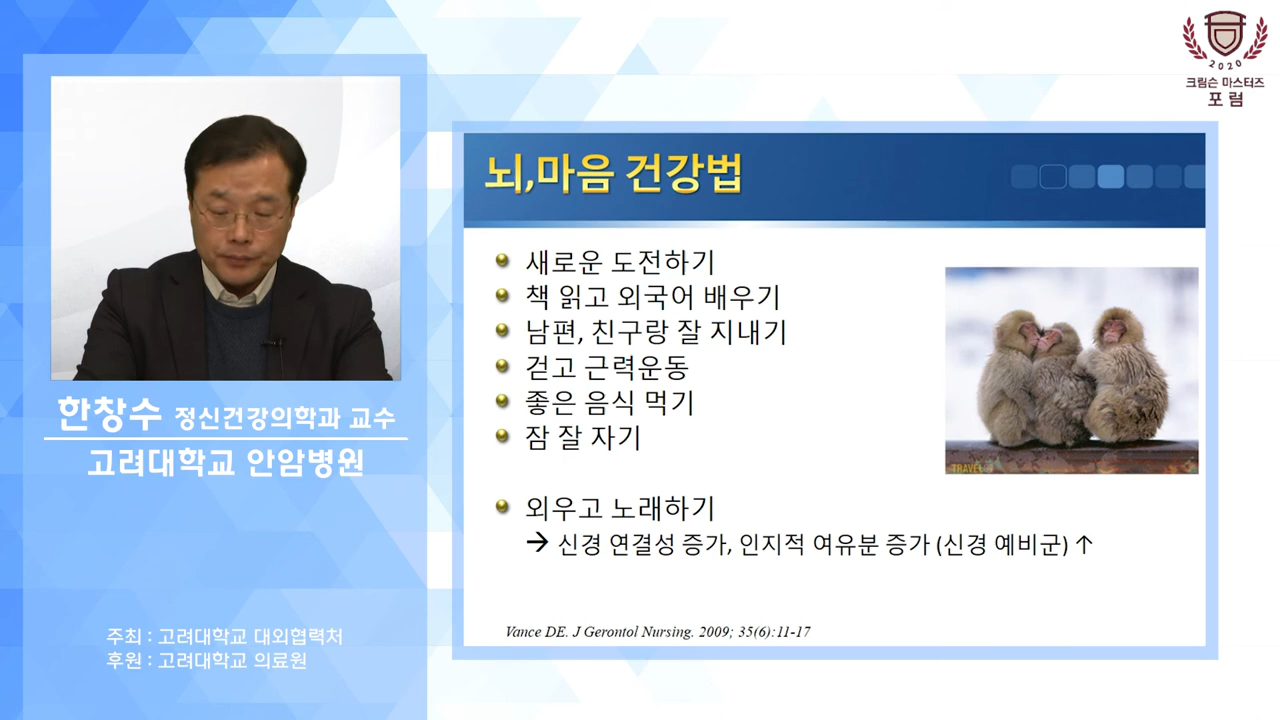 2020
크림슨 마스터즈
포럼
뇌,마음 건강법
새로운 도전하기
책 읽고 외국어 배우기
남편, 친구랑 잘 지내기
걷고 근력운동
좋은 음식 먹기
잠 잘 자기
외우고 노래하기
→ 신경 연결성 증가, 인지적 여유분 증가 (신경 예비군) ↑
Vance DE. J Gerontol Nursing. 2009; 35(6):11-17
TRAVEL
한창수 정신건강의학과 교수
고려대학교 안암병원
주최 : 고려대학교 대외협력처
후원 : 고려대학교 의료원